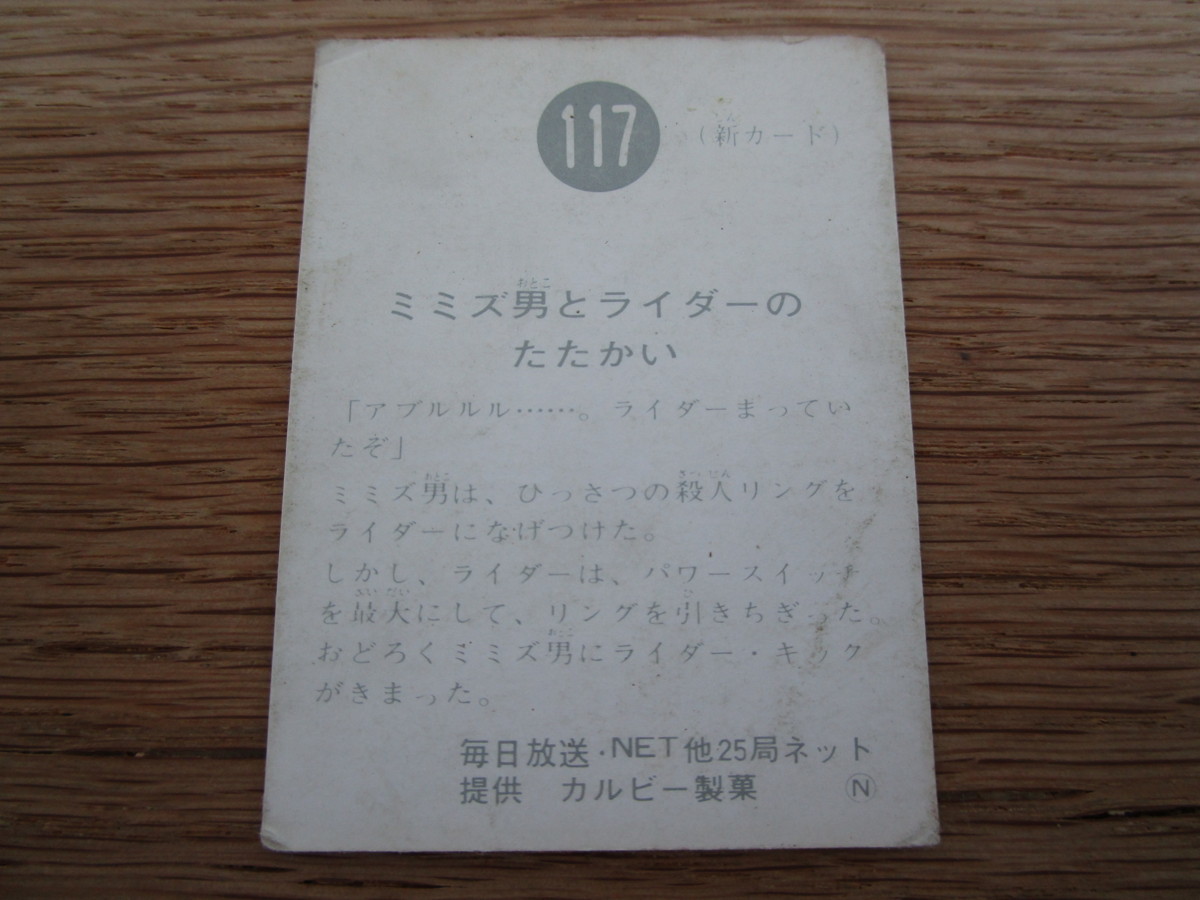 117
(新カード)
ミミズ男とライダーの
たたかい
「アブルルル……。ライダーまってい
たぞ」
ミミズ男は、ひっさつの殺人リングを
ライダーになげつけた。
しかし、ライダーは、パワースイッチ
を最大にして、リングを引きちぎった。
おどろくミミズ男にライダー・キック
がきまった。
毎日放送・NET他25局ネット
提供 カルビー製菓 Ⓝ